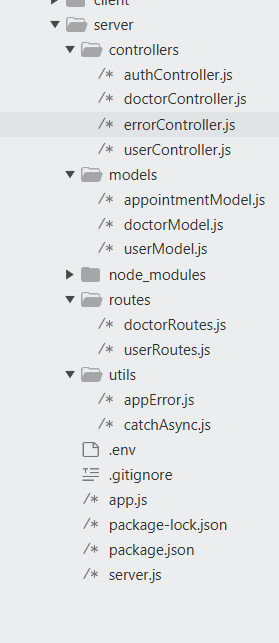 client
server
controllers
/* authController.js
/* doctorController.js
/* errorController.js
/* userController.js
models
/* appointmentModel.js
/* doctorModel.js
/* userModel.js
node_modules
routes
/* doctorRoutes.js
/* userRoutes.js
utils
/* appError.js
/* catchAsync.js
.env
.gitignore
/* app.js
/* package-lock.json
/* package.json
/* server.js